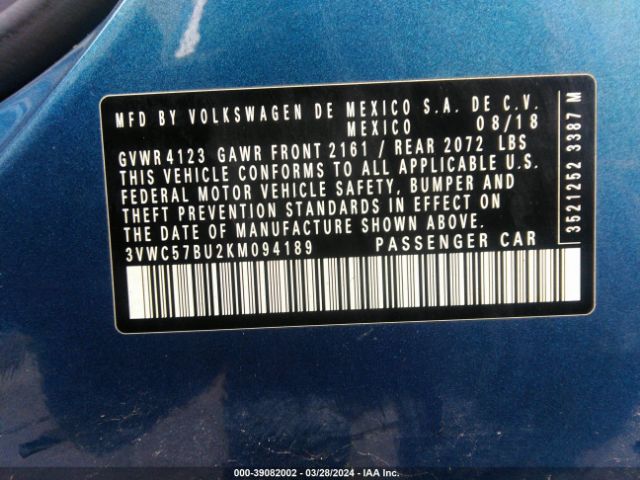 MFD BY VOLKSWAGEN DE MEXICO S.A. DE C.V.
MEXICO 08/18
GVWR 4123 GAWR FRONT 2161 / REAR 2072 LBS
THIS VEHICLE CONFORMS TO ALL APPLICABLE U.S.
FEDERAL MOTOR VEHICLE SAFETY, BUMPER AND
THEFT PREVENTION STANDARDS IN EFFECT ON
THE DATE OF MANUFACTURE SHOWN ABOVE.
3VWC57BU2KM094189 PASSENGER CAR
3521252 3387 M
000-39082002 - 03/28/2024 - IAA Inc.